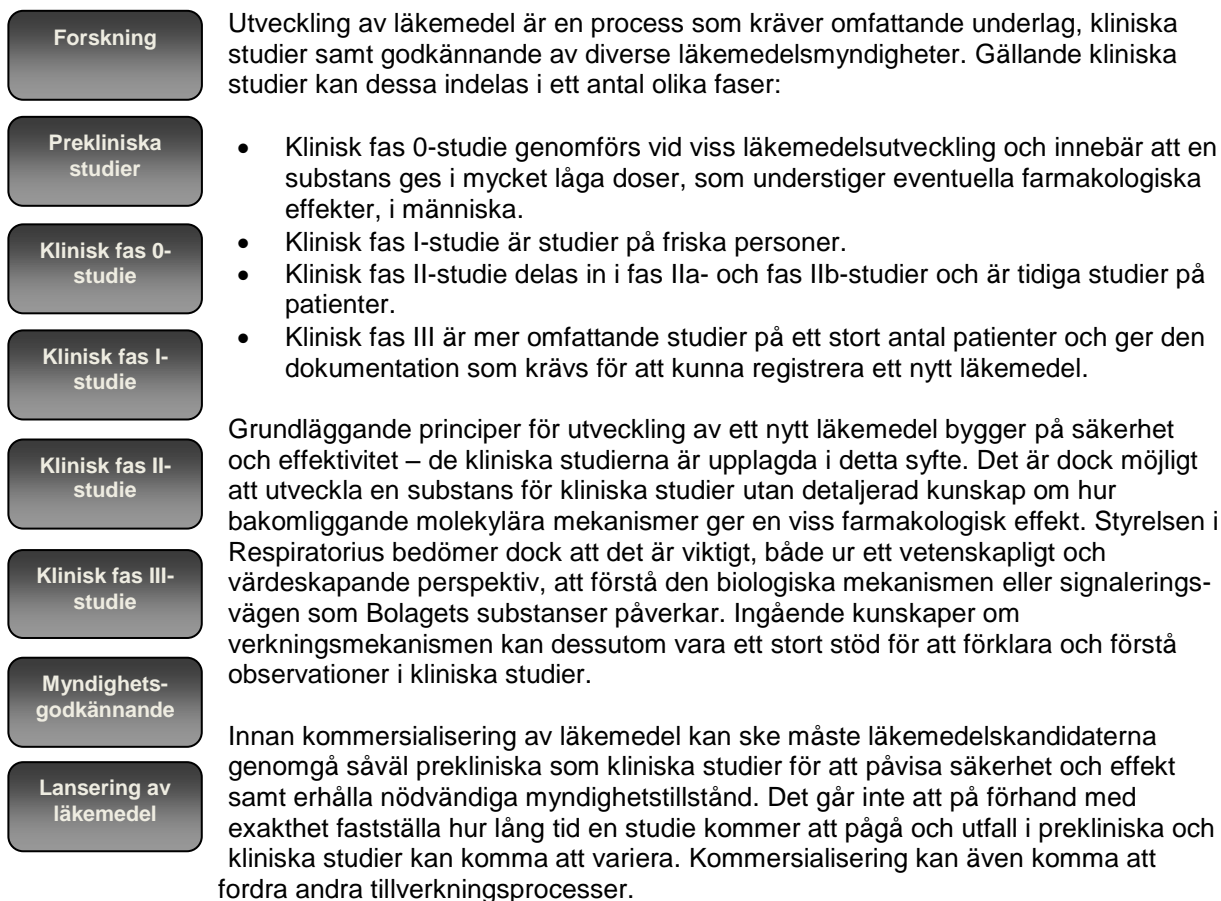 Forskning
Prekliniska
studier
Klinisk fas 0-
studie
Klinisk fas I-
studie
Klinisk fas II-
studie
Klinisk fas III-
studie
Myndighets-
godkännande
Lansering av
läkemedel
Utveckling av läkemedel är en process som kräver omfattande underlag, kliniska
studier samt godkännande av diverse läkemedelsmyndigheter. Gällande kliniska
studier kan dessa indelas i ett antal olika faser:
• Klinisk fas 0-studie genomförs vid viss läkemedelsutveckling och innebär att en
substans ges i mycket låga doser, som understiger eventuella farmakologiska
effekter, i människa.
• Klinisk fas I-studie är studier på friska personer.
• Klinisk fas II-studie delas in i fas IIa- och fas IIb-studier och är tidiga studier på
patienter.
• Klinisk fas III är mer omfattande studier på ett stort antal patienter och ger den
dokumentation som krävs för att kunna registrera ett nytt läkemedel.
Grundläggande principer för utveckling av ett nytt läkemedel bygger på säkerhet
och effektivitet – de kliniska studierna är upplagda i detta syfte. Det är dock möjligt
att utveckla en substans för kliniska studier utan detaljerad kunskap om hur
bakomliggande molekylära mekanismer ger en viss farmakologisk effekt. Styrelsen i
Respiratorius bedömer dock att det är viktigt, både ur ett vetenskapligt och
värdeskapande perspektiv, att förstå den biologiska mekanismen eller signalerings-
vägen som Bolagets substanser påverkar. Ingående kunskaper om
verkningsmekanismen kan dessutom vara ett stort stöd för att förklara och förstå
observationer i kliniska studier.
Innan kommersialisering av läkemedel kan ske måste läkemedelskandidaterna
genomgå såväl prekliniska som kliniska studier för att påvisa säkerhet och effekt
samt erhålla nödvändiga myndighetstillstånd. Det går inte att på förhand med
exakthet fastställa hur lång tid en studie kommer att pågå och utfall i prekliniska och
kliniska studier kan komma att variera. Kommersialisering kan även komma att
fordra andra tillverkningsprocesser.